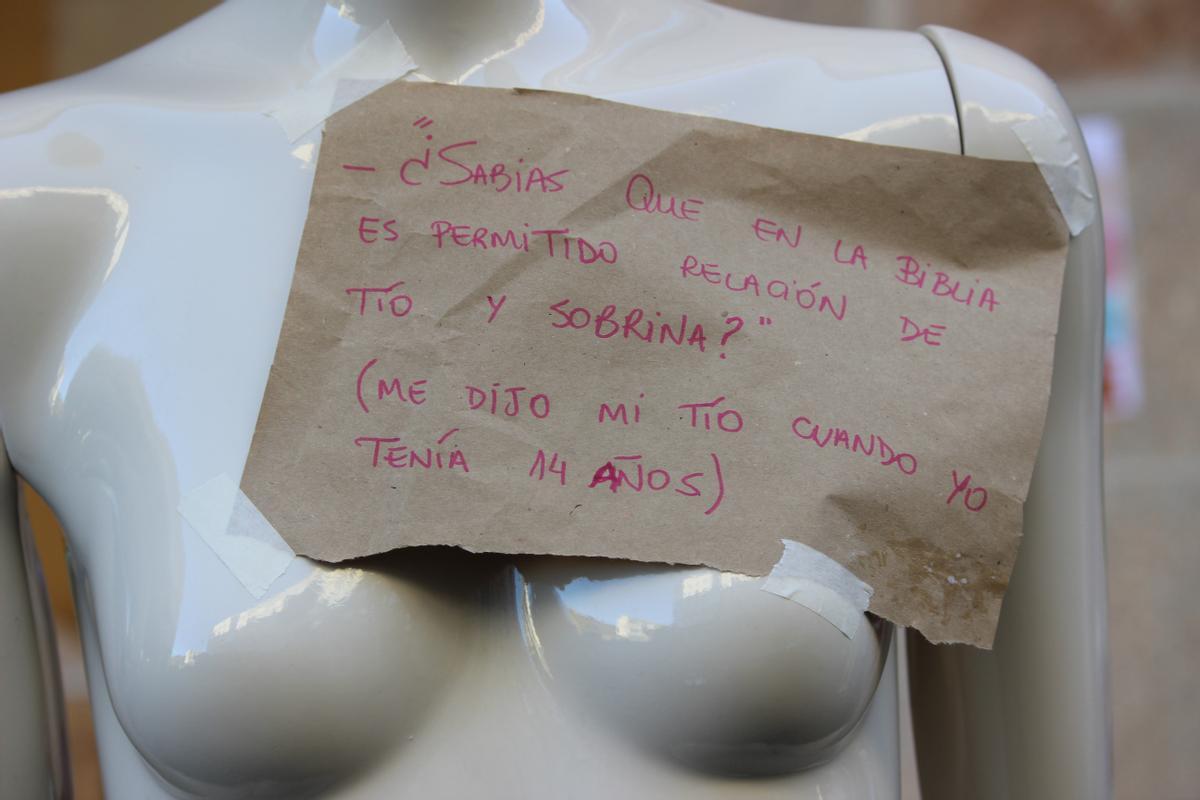 – "¿SABIAS QUE EN LA BIBLIA
ES PERMITIDO RELACIÓN DE
TÍO Y SOBRINA?"
(ME DIJO MI TÍO CUANDO YO
TENÍA 14 AÑOS)